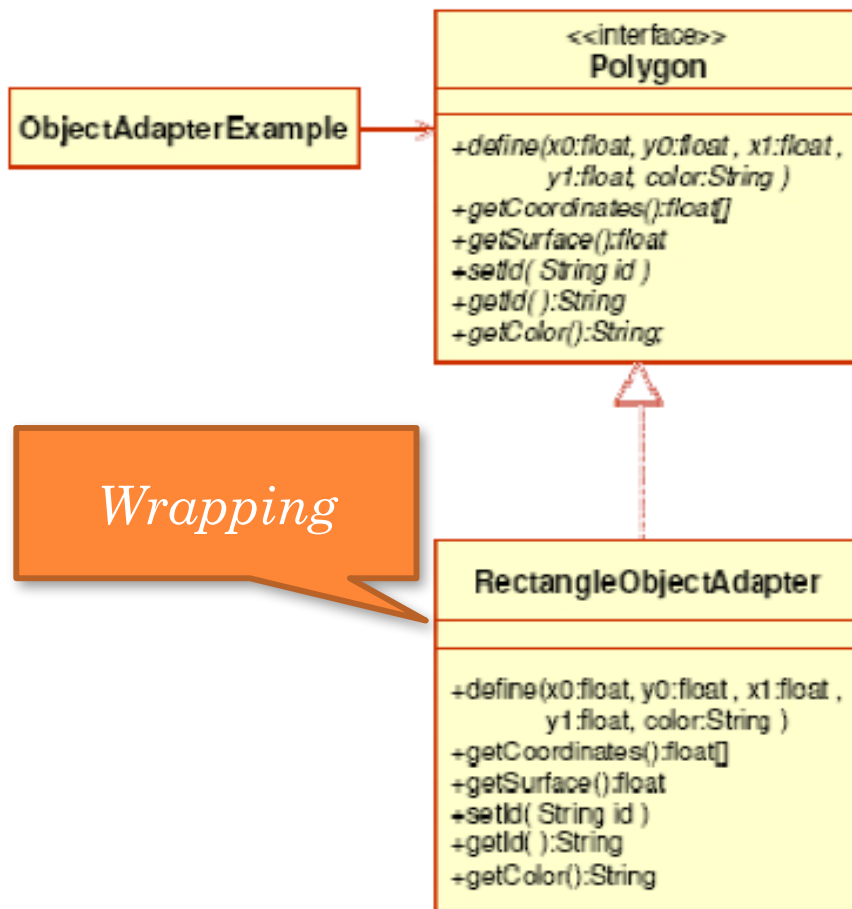 <<interface>>
Polygon
ObjectAdapterExample
+define(x0:float, y0:float , x1:float ,
y1:float, color:String )
+getCoordinates():float[]
+getSurface():float
+setId( String id )
+getId( ):String
+getColor():String;
Wrapping
RectangleObjectAdapter
+define(x0:float, y0:float , x1:float ,
y1:float, color:String )
+getCoordinates():float[]
+getSurface():float
+setId( String id )
+getId( ):String
+getColor():String